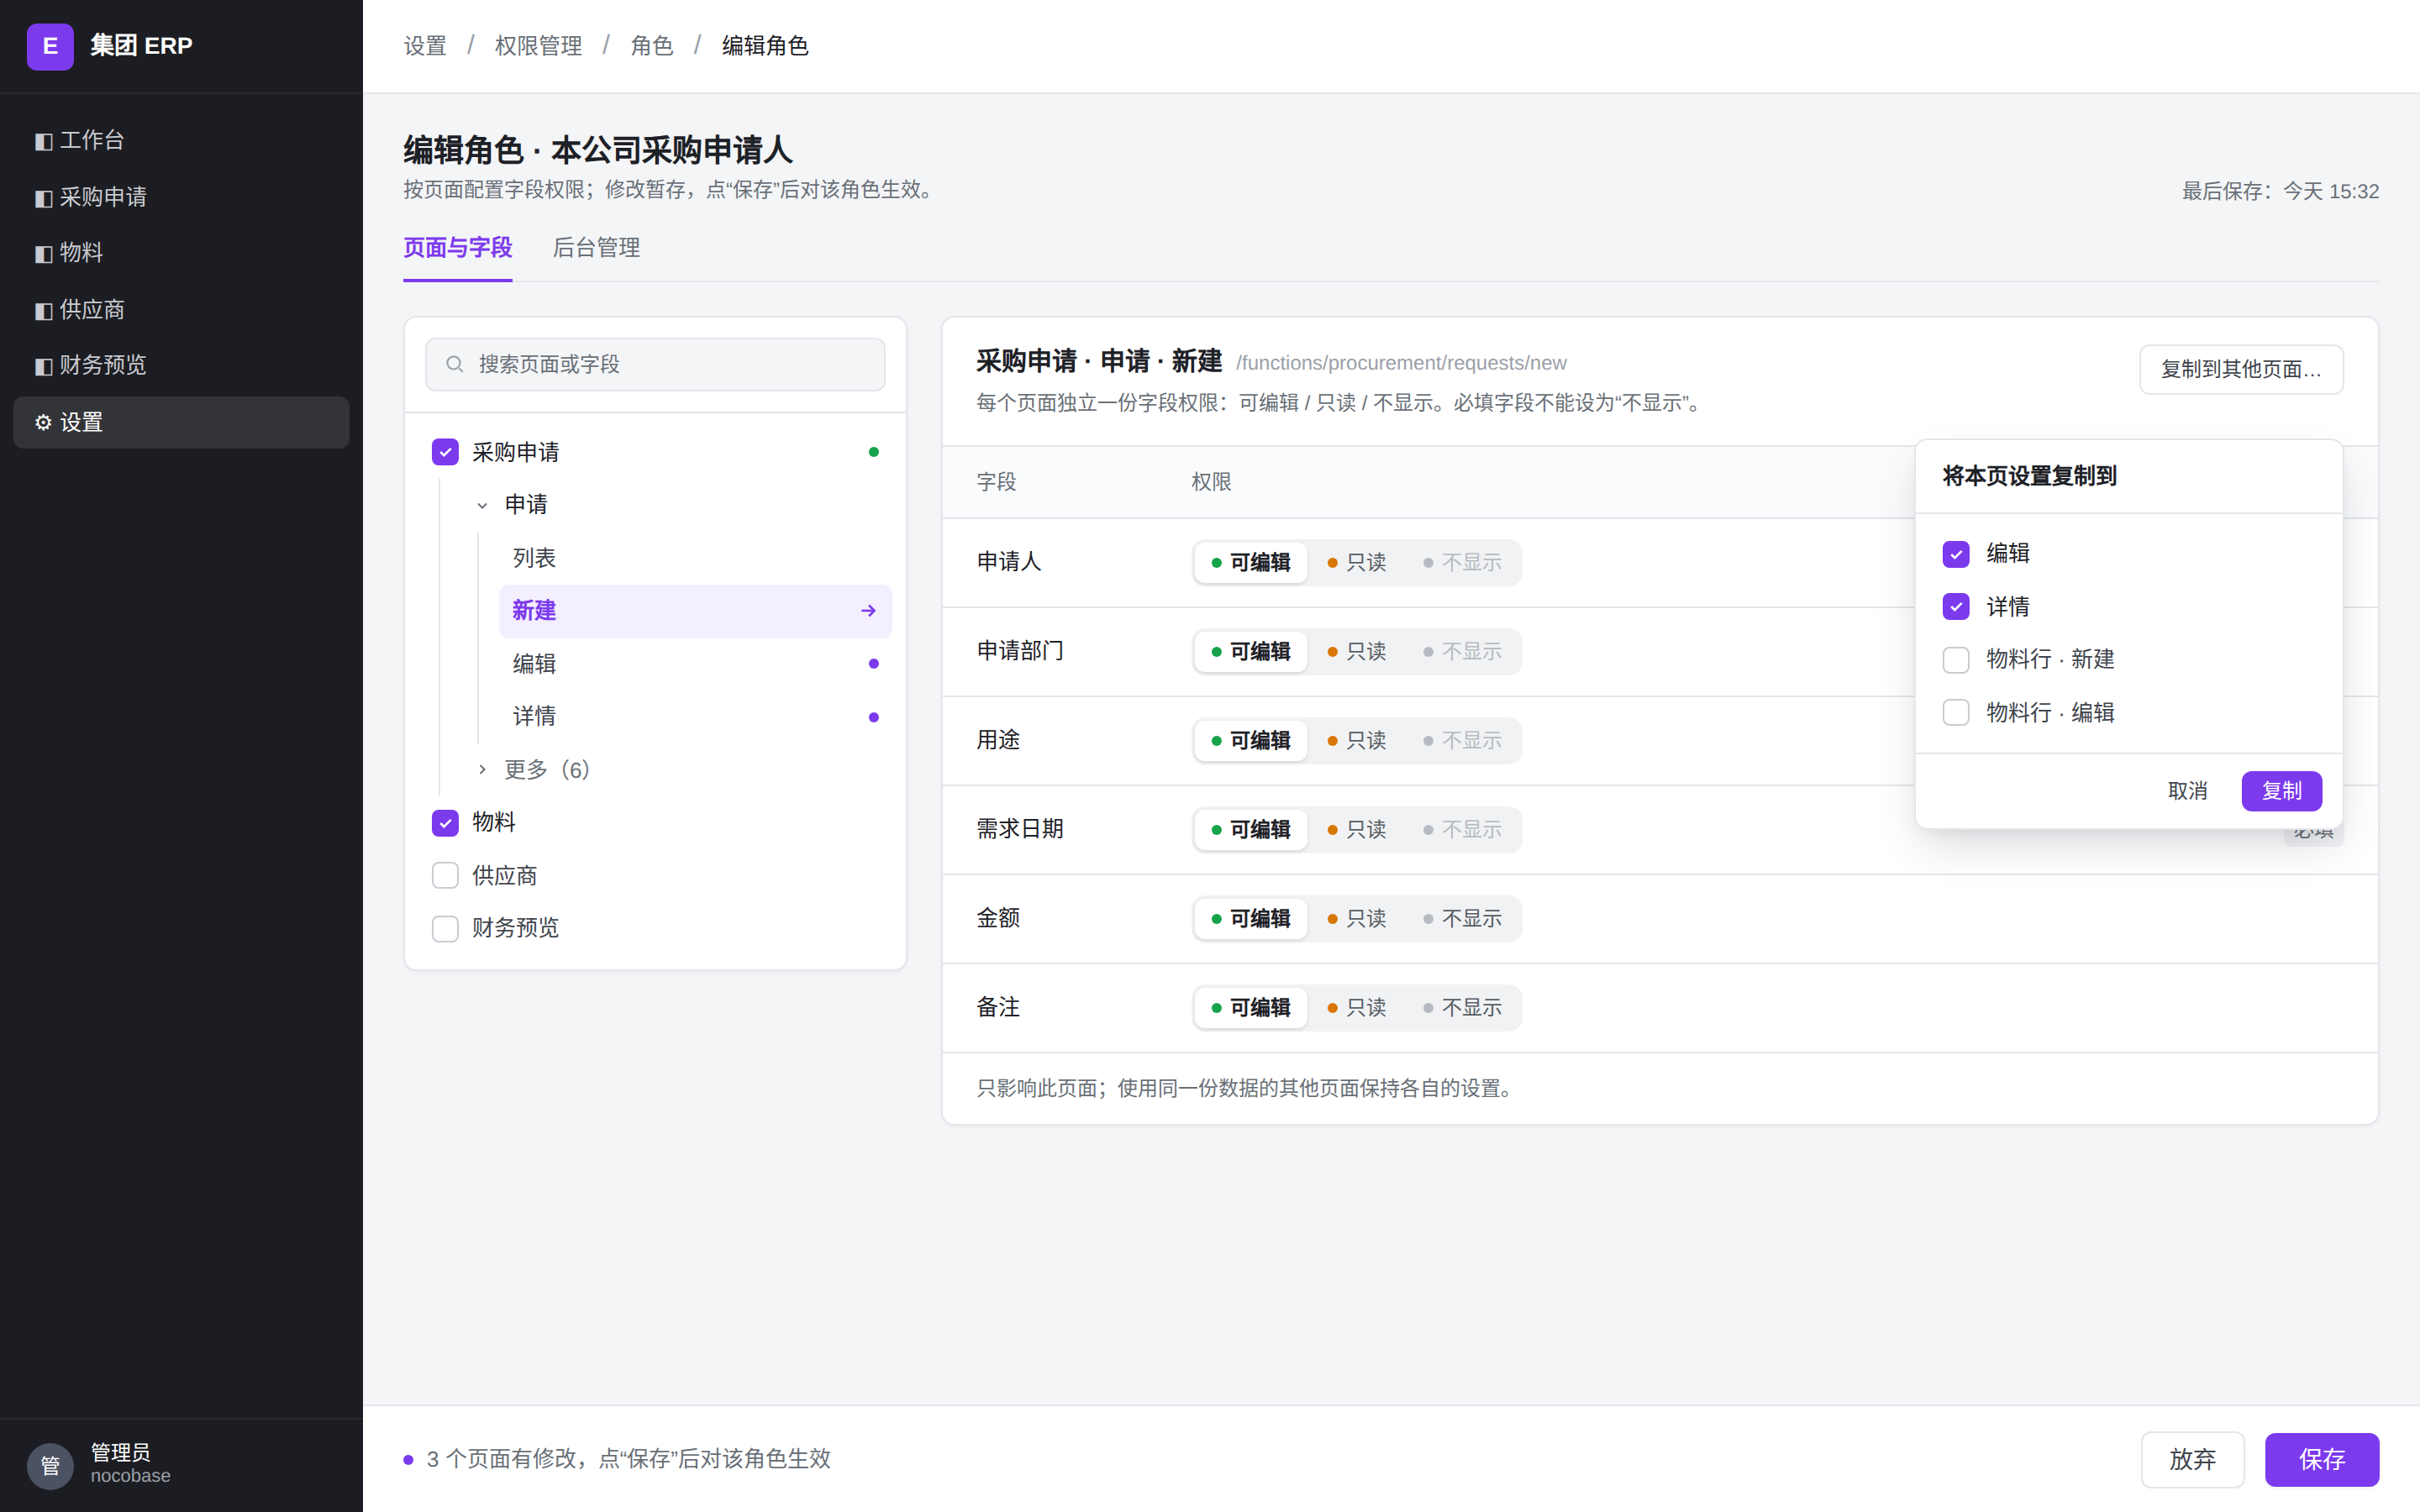 E 集团 ERP
工作台
采购申请
物料
供应商
财务预览
设置
管 管理员
nocobase
设置 / 权限管理 / 角色 / 编辑角色
编辑角色 · 本公司采购申请人
按页面配置字段权限；修改暂存，点“保存”后对该角色生效。
最后保存：今天 15:32
页面与字段 后台管理
搜索页面或字段
采购申请
申请
列表
新建
编辑
详情
更多（6）
物料
供应商
财务预览
采购申请 · 申请 · 新建 /functions/procurement/requests/new
复制到其他页面…
每个页面独立一份字段权限：可编辑 / 只读 / 不显示。必填字段不能设为“不显示”。
字段 权限
申请人 可编辑 只读 不显示
申请部门 可编辑 只读 不显示
用途 可编辑 只读 不显示
需求日期 可编辑 只读 不显示
金额 可编辑 只读 不显示
备注 可编辑 只读 不显示
只影响此页面；使用同一份数据的其他页面保持各自的设置。
将本页设置复制到
编辑
详情
物料行 · 新建
物料行 · 编辑
取消 复制
必填
3 个页面有修改，点“保存”后对该角色生效
放弃 保存